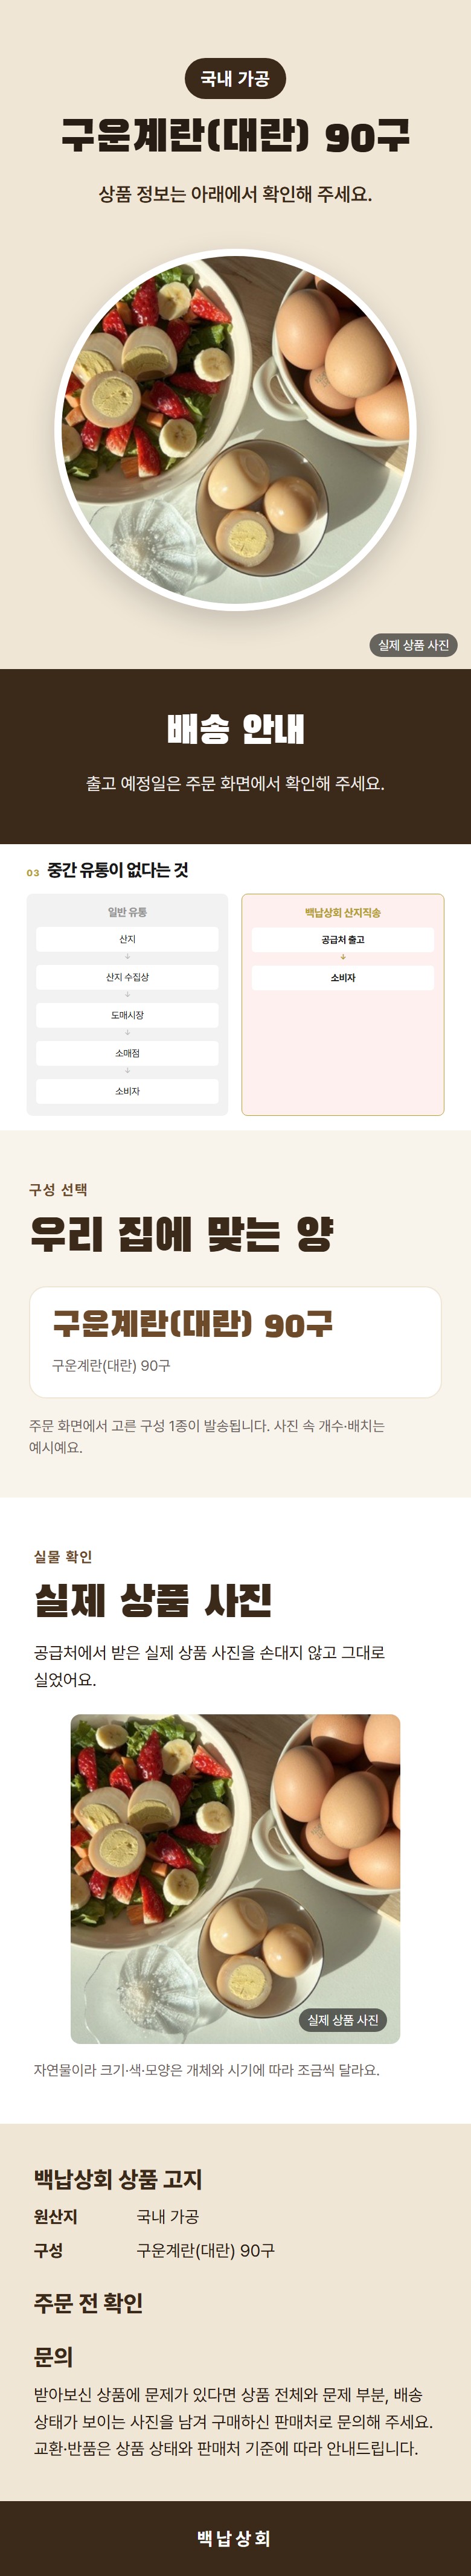 국내 가공
구운계란(대란) 90구
상품 정보는 아래에서 확인해 주세요.
실제 상품 사진
배송 안내
출고 예정일은 주문 화면에서 확인해 주세요.
03 중간 유통이 없다는 것
일반 유통
산지
↓
산지 수집상
↓
도매시장
↓
소매점
↓
소비자
백납상회 산지직송
공급처 출고
↓
소비자
구성 선택
우리 집에 맞는 양
구운계란(대란) 90구
구운계란(대란) 90구
주문 화면에서 고른 구성 1종이 발송됩니다. 사진 속 개수·배치는
예시예요.
실물 확인
실제 상품 사진
공급처에서 받은 실제 상품 사진을 손대지 않고 그대로
실었어요.
실제 상품 사진
자연물이라 크기·색·모양은 개체와 시기에 따라 조금씩 달라요.
백납상회 상품 고지
원산지 국내 가공
구성 구운계란(대란) 90구
주문 전 확인
문의
받아보신 상품에 문제가 있다면 상품 전체와 문제 부분, 배송
상태가 보이는 사진을 남겨 구매하신 판매처로 문의해 주세요.
교환·반품은 상품 상태와 판매처 기준에 따라 안내드립니다.
백납상회